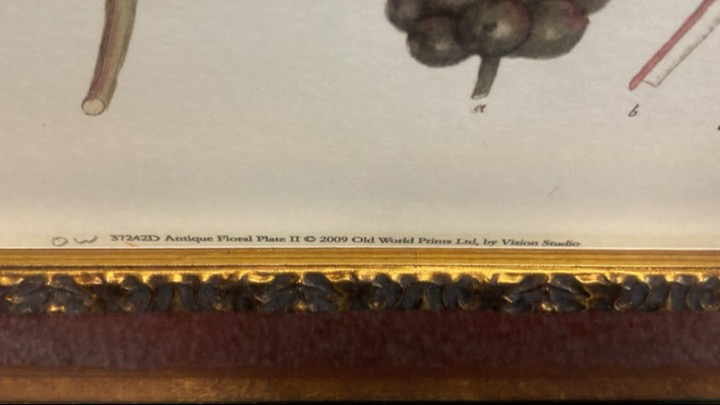 a
b
OW 37242D Antique Floral Plate II © 2009 Old World Prints Ltd, by Vision Studio